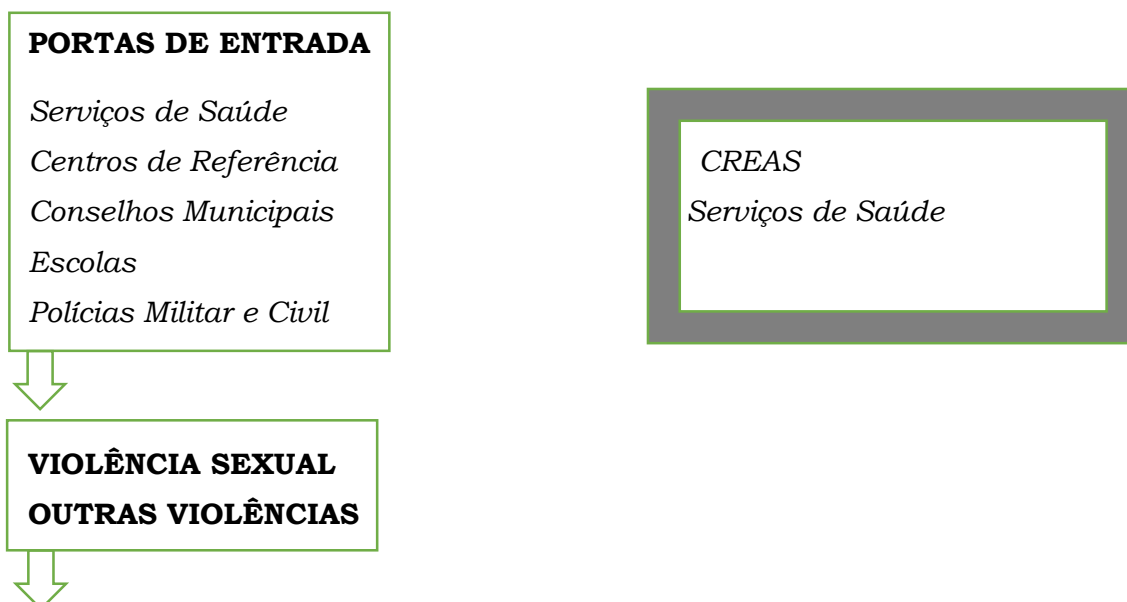 PORTAS DE ENTRADA
Serviços de Saúde
Centros de Referência
Conselhos Municipais
Escolas
Polícias Militar e Civil
CREAS
Serviços de Saúde
VIOLÊNCIA SEXUAL
OUTRAS VIOLÊNCIAS